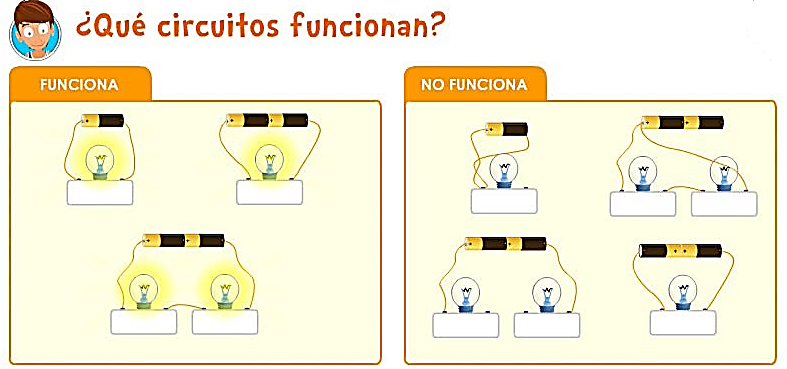 ¿Qué circuitos funcionan?
FUNCIONA
NO FUNCIONA